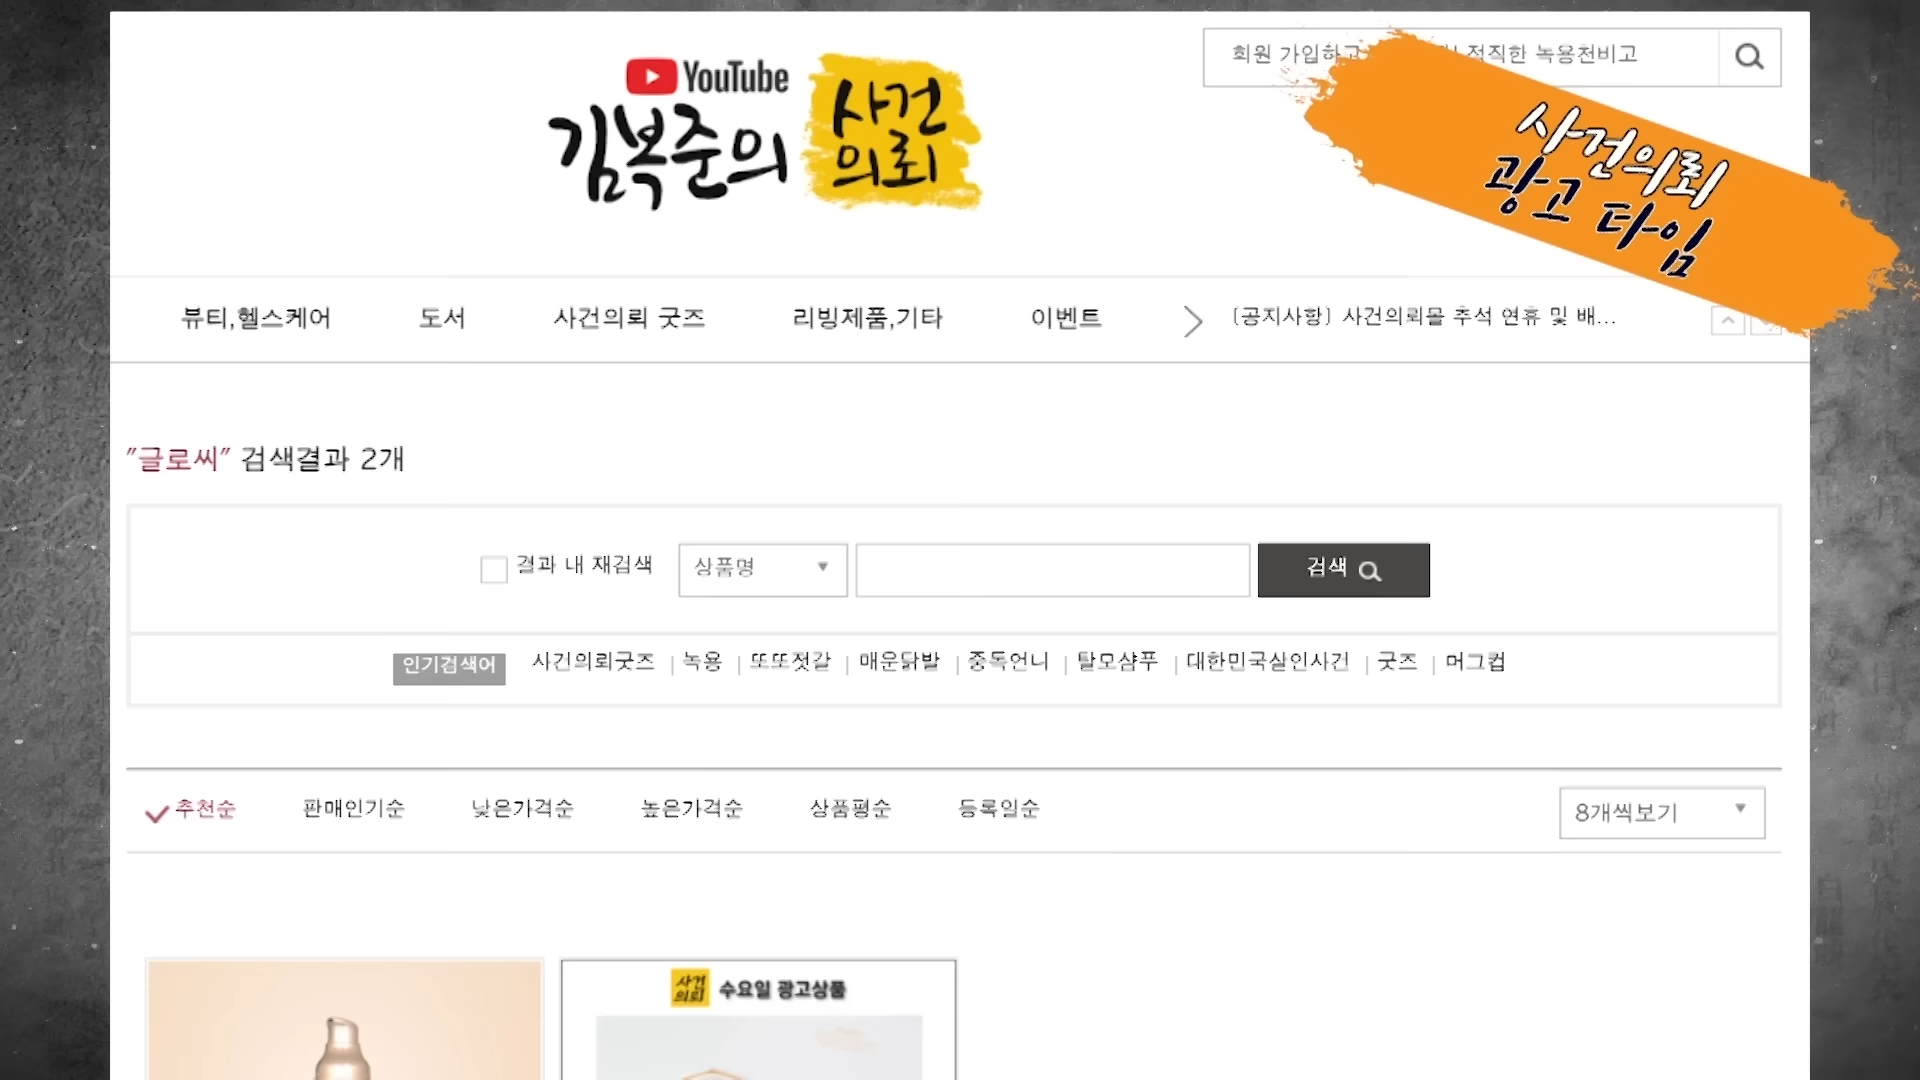 YouTube
김복준의
사건
의뢰
회원 가입하고
적직한 녹용천비고
사건의뢰
광고 타임
뷰티,헬스케어
도서
사건의뢰 굿즈
리빙제품,기타
이벤트
[공지사항] 사건의뢰몰 추석 연휴 및 배...
"글로씨" 검색결과 2개
결과 내 재검색
상품명
검색
인기검색어
사건의뢰굿즈 | 녹용 | 또또젓갈 | 매운닭발 | 중독언니 | 탈모샴푸 | 대한민국살인사건 | 굿즈 | 머그컵
추천순
판매인기순
낮은가격순
높은가격순
상품평순
등록일순
8개씩보기
사건
의뢰
수요일 광고상품